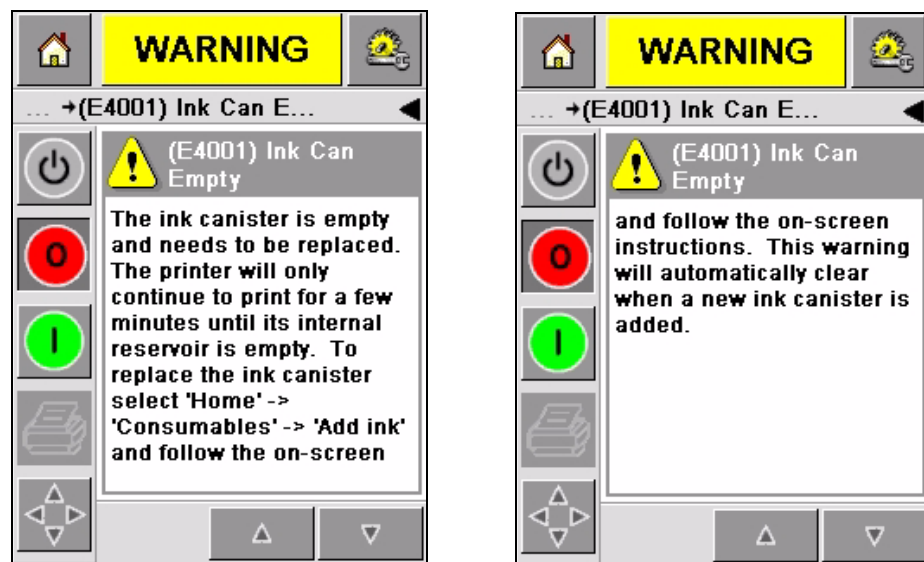 WARNING
... →(E4001) Ink Can E...
(E4001) Ink Can
Empty
The ink canister is empty
and needs to be replaced.
The printer will only
continue to print for a few
minutes until its internal
reservoir is empty.  To
replace the ink canister
select 'Home' ->
'Consumables' -> 'Add ink'
and follow the on-screen
WARNING
... →(E4001) Ink Can E...
(E4001) Ink Can
Empty
and follow the on-screen
instructions.  This warning
will automatically clear
when a new ink canister is
added.